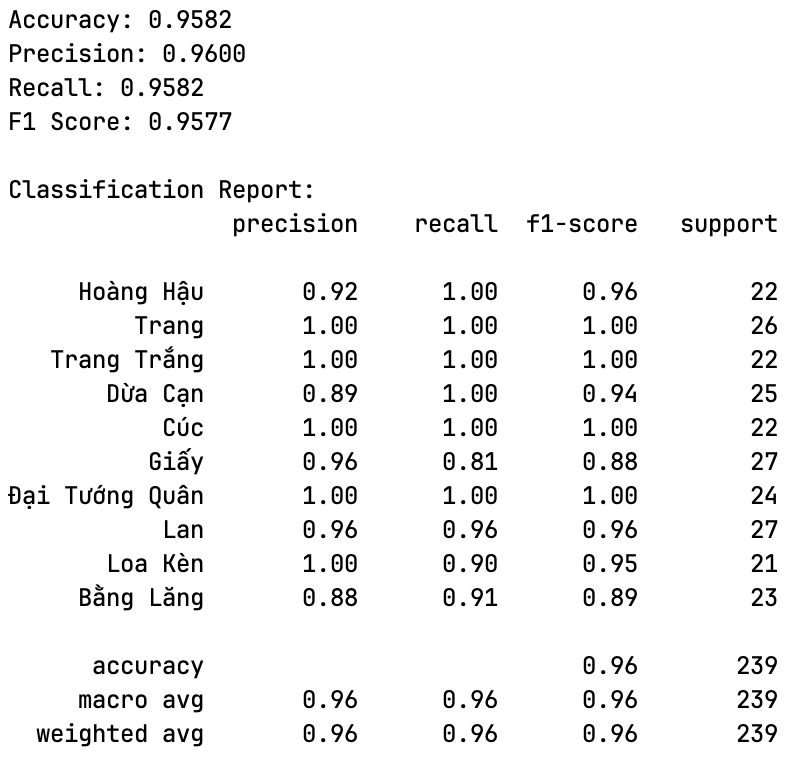 Accuracy: 0.9582
Precision: 0.9600
Recall: 0.9582
F1 Score: 0.9577
Classification Report:
precision recall f1-score support
Hoàng Hậu 0.92 1.00 0.96 22
Trang 1.00 1.00 1.00 26
Trang Trắng 1.00 1.00 1.00 22
Dừa Cạn 0.89 1.00 0.94 25
Cúc 1.00 1.00 1.00 22
Giấy 0.96 0.81 0.88 27
Đại Tướng Quân 1.00 1.00 1.00 24
Lan 0.96 0.96 0.96 27
Loa Kèn 1.00 0.90 0.95 21
Bằng Lăng 0.88 0.91 0.89 23
accuracy 0.96 239
macro avg 0.96 0.96 0.96 239
weighted avg 0.96 0.96 0.96 239